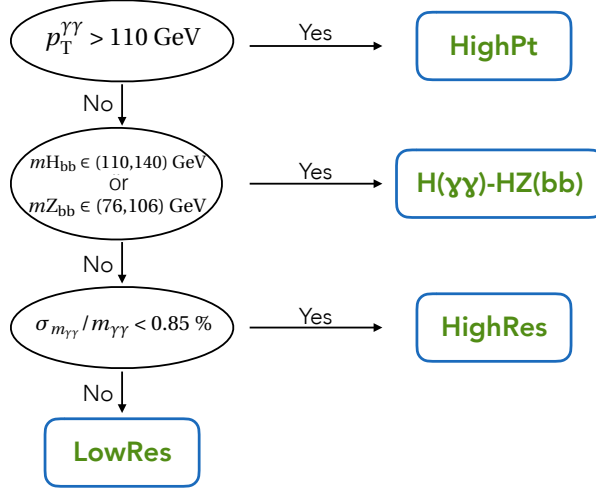 p_T^γγ > 110 GeV
Yes
HighPt
No
mH_bb ∈ (110,140) GeV
or
mZ_bb ∈ (76,106) GeV
Yes
H(γγ)-HZ(bb)
No
σ_m_γγ / m_γγ < 0.85 %
Yes
HighRes
No
LowRes